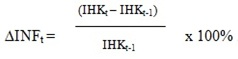 (IHKt – IHKt-1)
ΔINFt = x 100%
IHKt-1